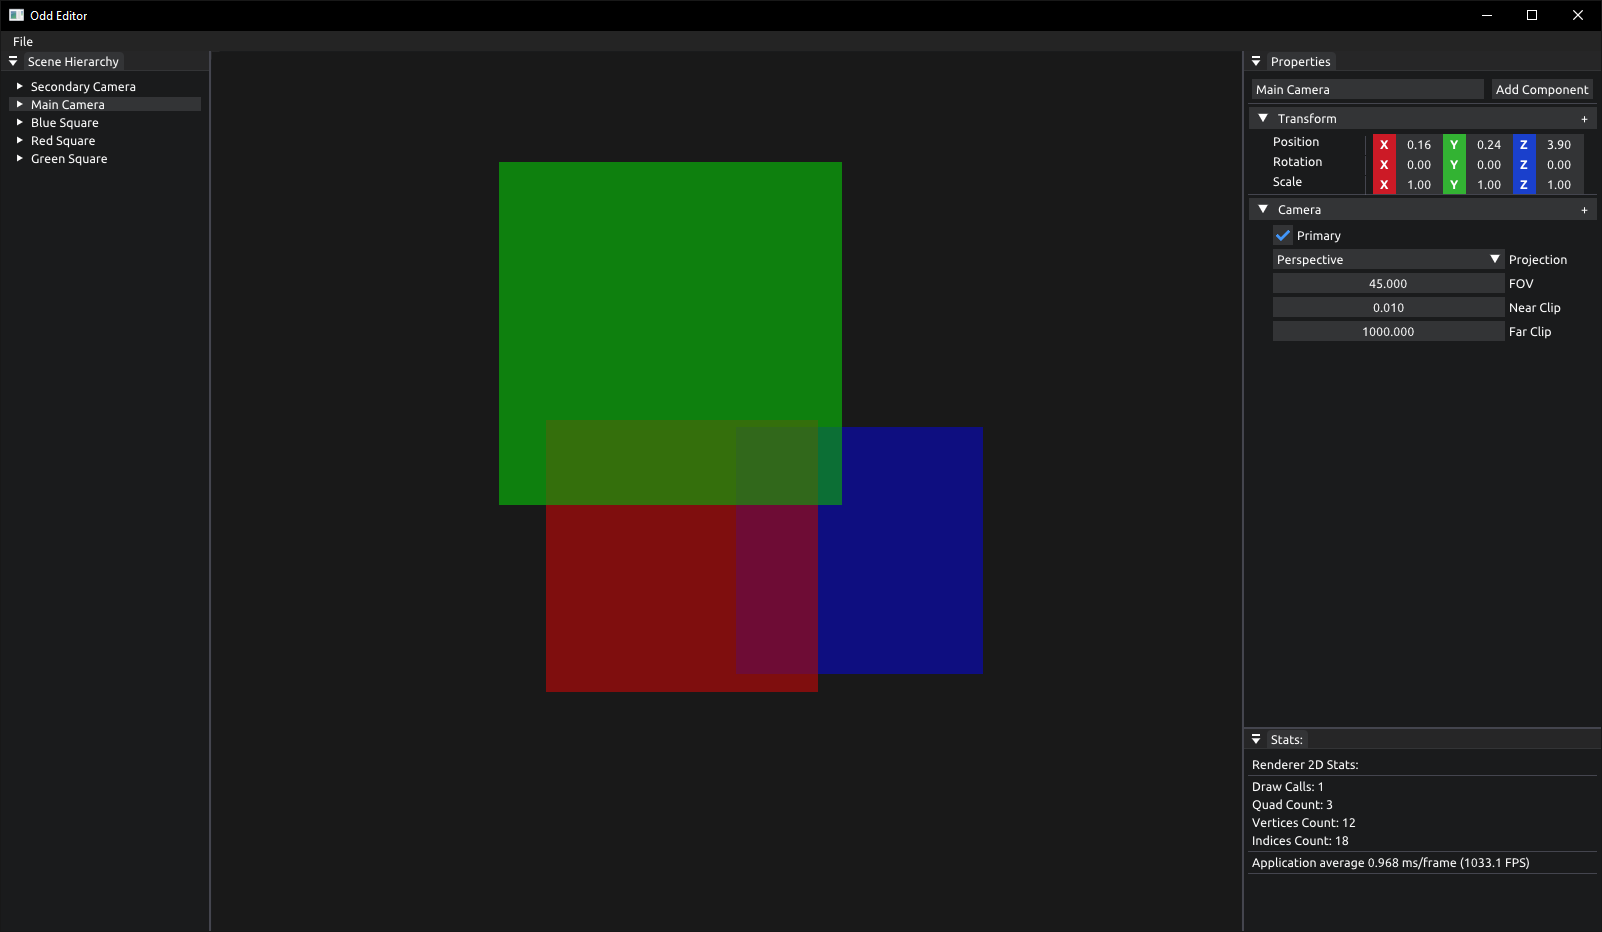 Odd Editor
File
Scene Hierarchy
Secondary Camera
Main Camera
Blue Square
Red Square
Green Square
Properties
Main Camera Add Component
Transform +
Position X 0.16 Y 0.24 Z 3.90
Rotation X 0.00 Y 0.00 Z 0.00
Scale X 1.00 Y 1.00 Z 1.00
Camera +
Primary
Perspective Projection
45.000 FOV
0.010 Near Clip
1000.000 Far Clip
Stats:
Renderer 2D Stats:
Draw Calls: 1
Quad Count: 3
Vertices Count: 12
Indices Count: 18
Application average 0.968 ms/frame (1033.1 FPS)